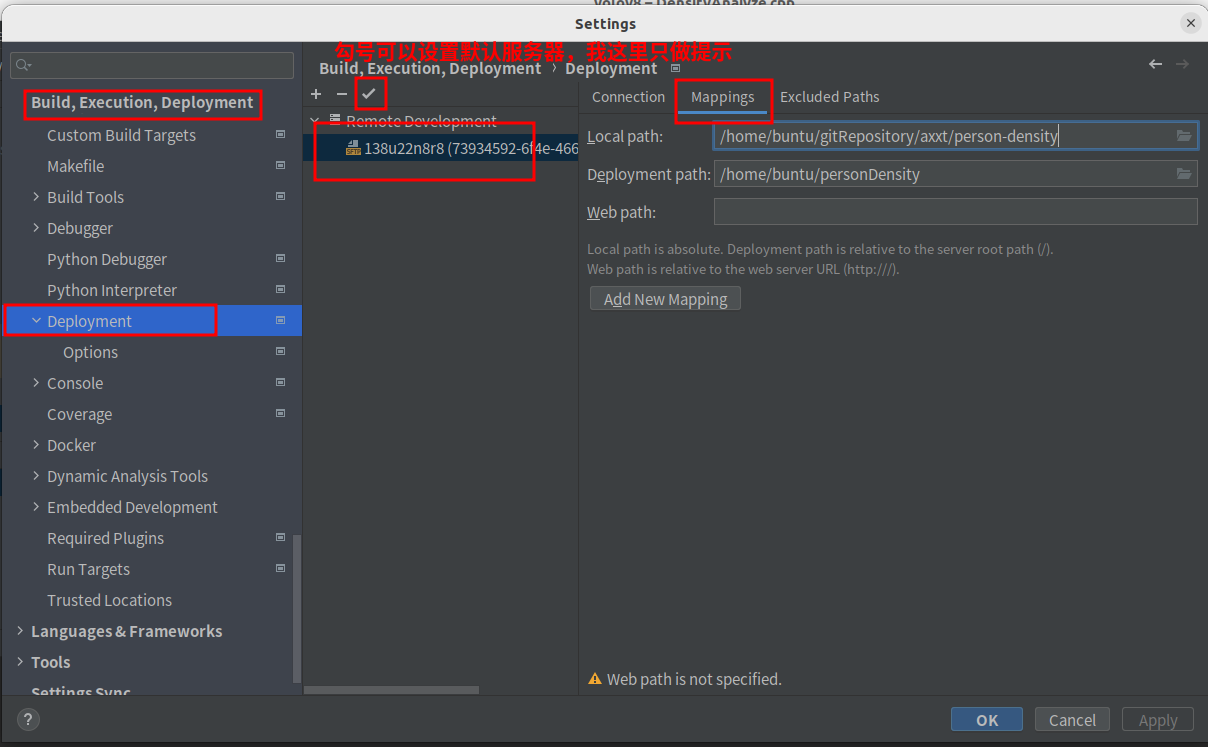 yolov8 – DensityAnalyze.cpp
Settings
勾号可以设置默认服务器，我这里只做提示
Build, Execution, Deployment › Deployment
Build, Execution, Deployment
Custom Build Targets
Makefile
Build Tools
Debugger
Python Debugger
Python Interpreter
Deployment
Options
Console
Coverage
Docker
Dynamic Analysis Tools
Embedded Development
Required Plugins
Run Targets
Trusted Locations
Languages & Frameworks
Tools
Settings Sync
Remote Development
SFTP 138u22n8r8 (73934592-6f4e-466
Connection Mappings Excluded Paths
Local path: /home/buntu/gitRepository/axxt/person-density
Deployment path: /home/buntu/personDensity
Web path:
Local path is absolute. Deployment path is relative to the server root path (/).
Web path is relative to the web server URL (http:///).
Add New Mapping
Web path is not specified.
?
OK Cancel Apply